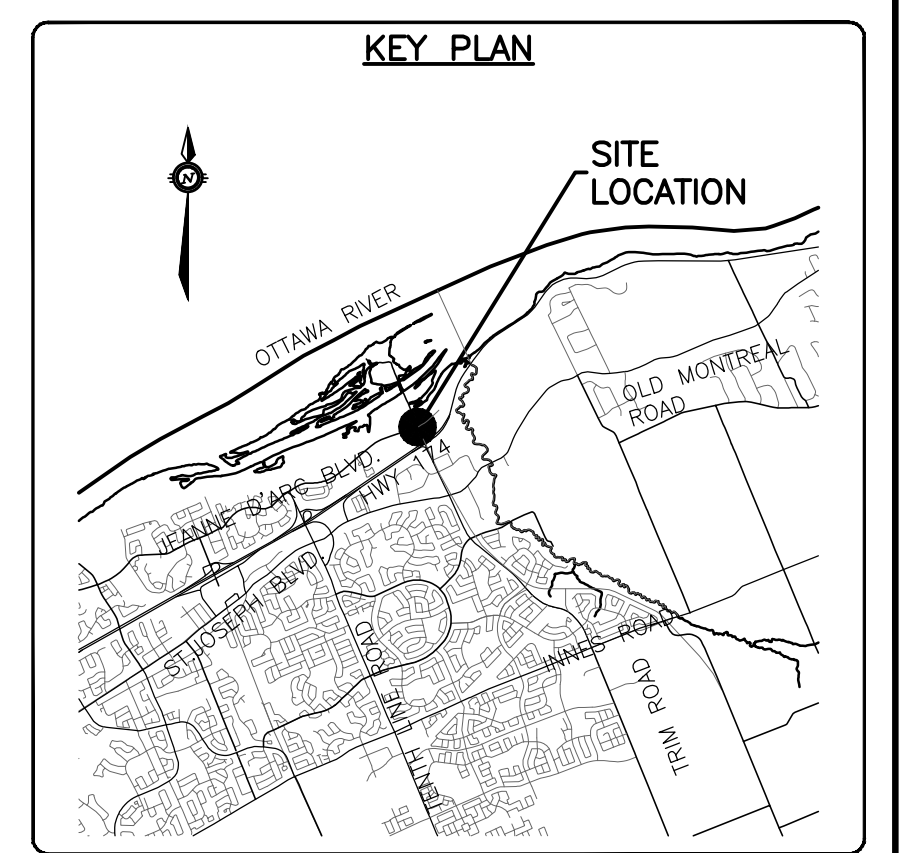 KEY PLAN
SITE
LOCATION
N
OTTAWA RIVER
OLD MONTREAL
ROAD
JEANNE D'ARC BLVD.
HWY 174
ST.JOSEPH BLVD.
INNES ROAD
TENTH LINE ROAD
TRIM ROAD